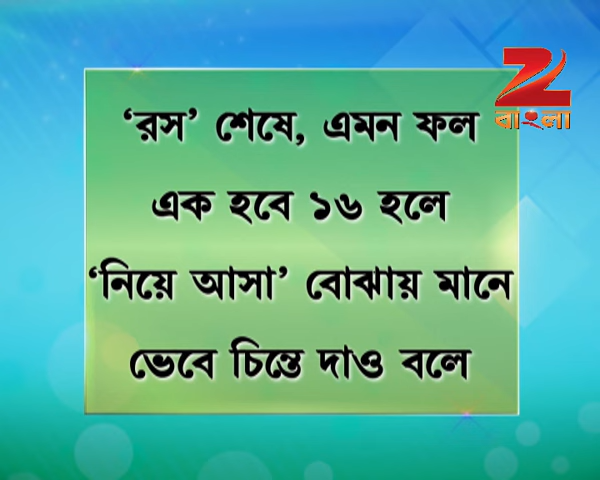 Z
বাংলা
‘রস’ শেষে, এমন ফল
এক হবে ১৬ হলে
‘নিয়ে আসা’ বোঝায় মানে
ভেবে চিন্তে দাও বলে